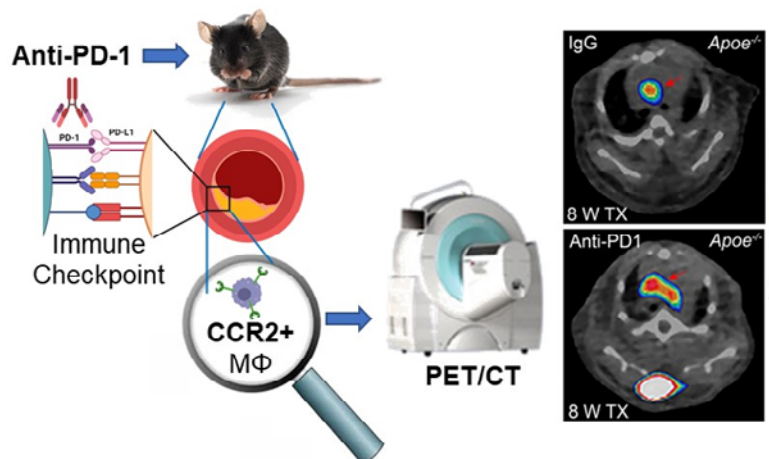 Anti-PD-1
PD-1
PD-L1
Immune
Checkpoint
CCR2+
MΦ
PET/CT
IgG
Apoe-/-
8 W TX
Anti-PD1
Apoe-/-
8 W TX